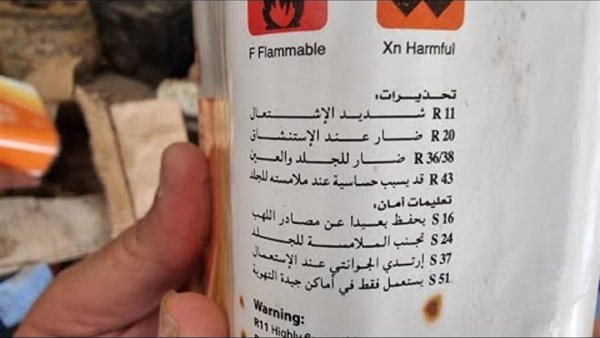 F Flammable
Xn Harmful
تحذيرات:
R 11 شديد الإشتعال
R 20 ضار عند الإستنشاق
R 36/38 ضار للجلد والعين
R 43 قد يسبب حساسية عند ملامسته للجلد
تعليمات أمان:
S 16 يحفظ بعيدا عن مصادر اللهب
S 24 تجنب الملامسة للجلد
S 37 إرتدي الجوانتي عند الإستعمال
S 51 يستعمل فقط في أماكن جيدة التهوية
Warning:
R11 Highly